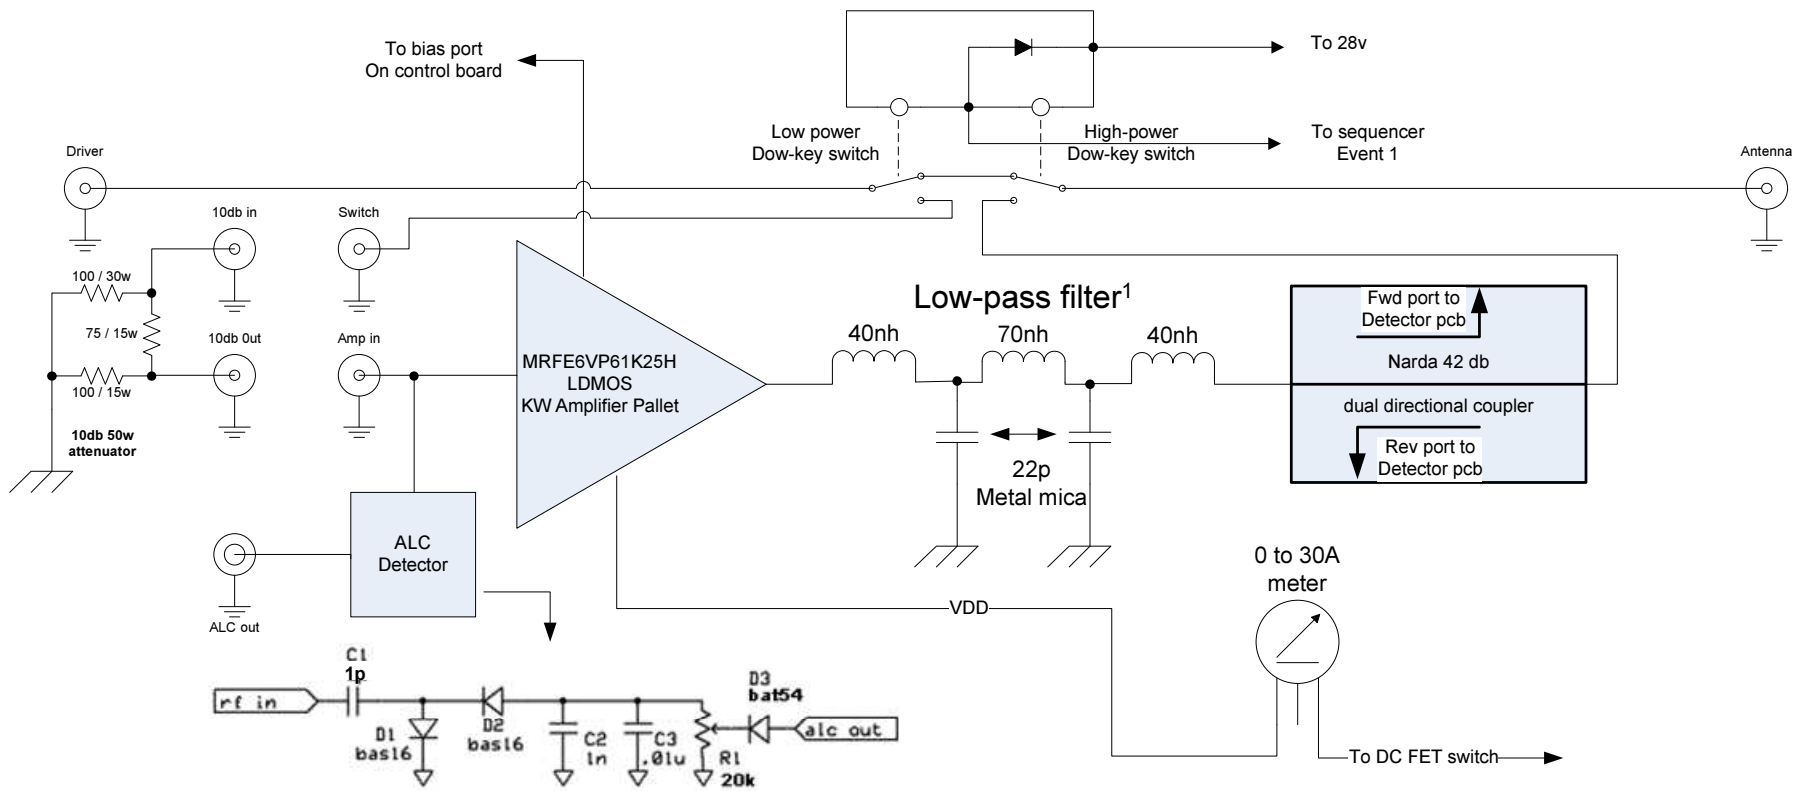 To bias port
On control board
To 28v
Low power
Dow-key switch
High-power
Dow-key switch
To sequencer
Event 1
Driver
Antenna
10db in
Switch
100 / 30w
75 / 15w
10db 0ut
100 / 15w
10db 50w
attenuator
Amp in
MRFE6VP61K25H
LDMOS
KW Amplifier Pallet
Low-pass filter1
40nh
70nh
40nh
22p
Metal mica
Fwd port to
Detector pcb
Narda 42 db
dual directional coupler
Rev port to
Detector pcb
ALC
Detector
ALC out
VDD
0 to 30A
meter
To DC FET switch
rf in
C1
1p
D1
bas16
D2
bas16
C2
1n
C3
.01u
R1
20k
D3
bat54
alc out